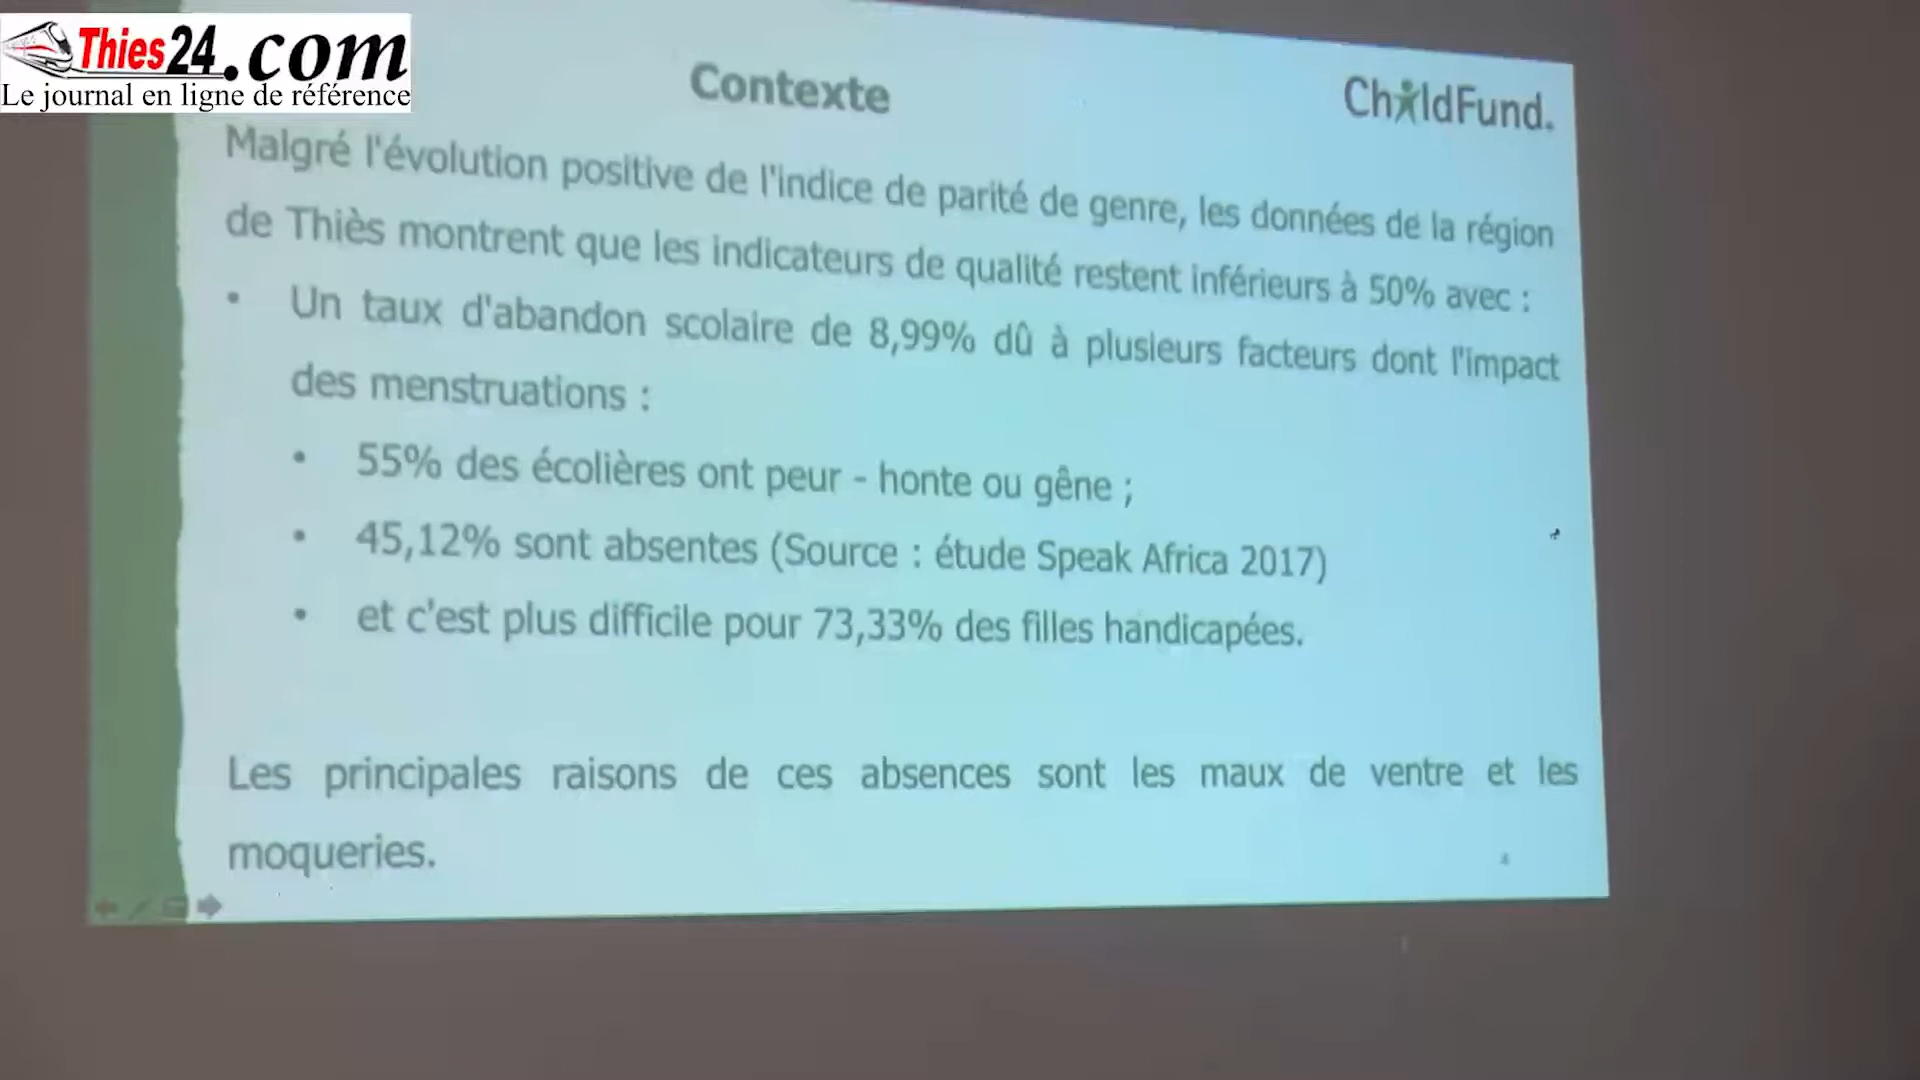 Thies24.com
Le journal en ligne de référence
Contexte
ChildFund.
Malgré l'évolution positive de l'indice de parité de genre, les données de la région
de Thiès montrent que les indicateurs de qualité restent inférieurs à 50% avec :
• Un taux d'abandon scolaire de 8,99% dû à plusieurs facteurs dont l'impact
des menstruations :
• 55% des écolières ont peur - honte ou gêne ;
• 45,12% sont absentes (Source : étude Speak Africa 2017)
• et c'est plus difficile pour 73,33% des filles handicapées.
Les principales raisons de ces absences sont les maux de ventre et les
moqueries.
4